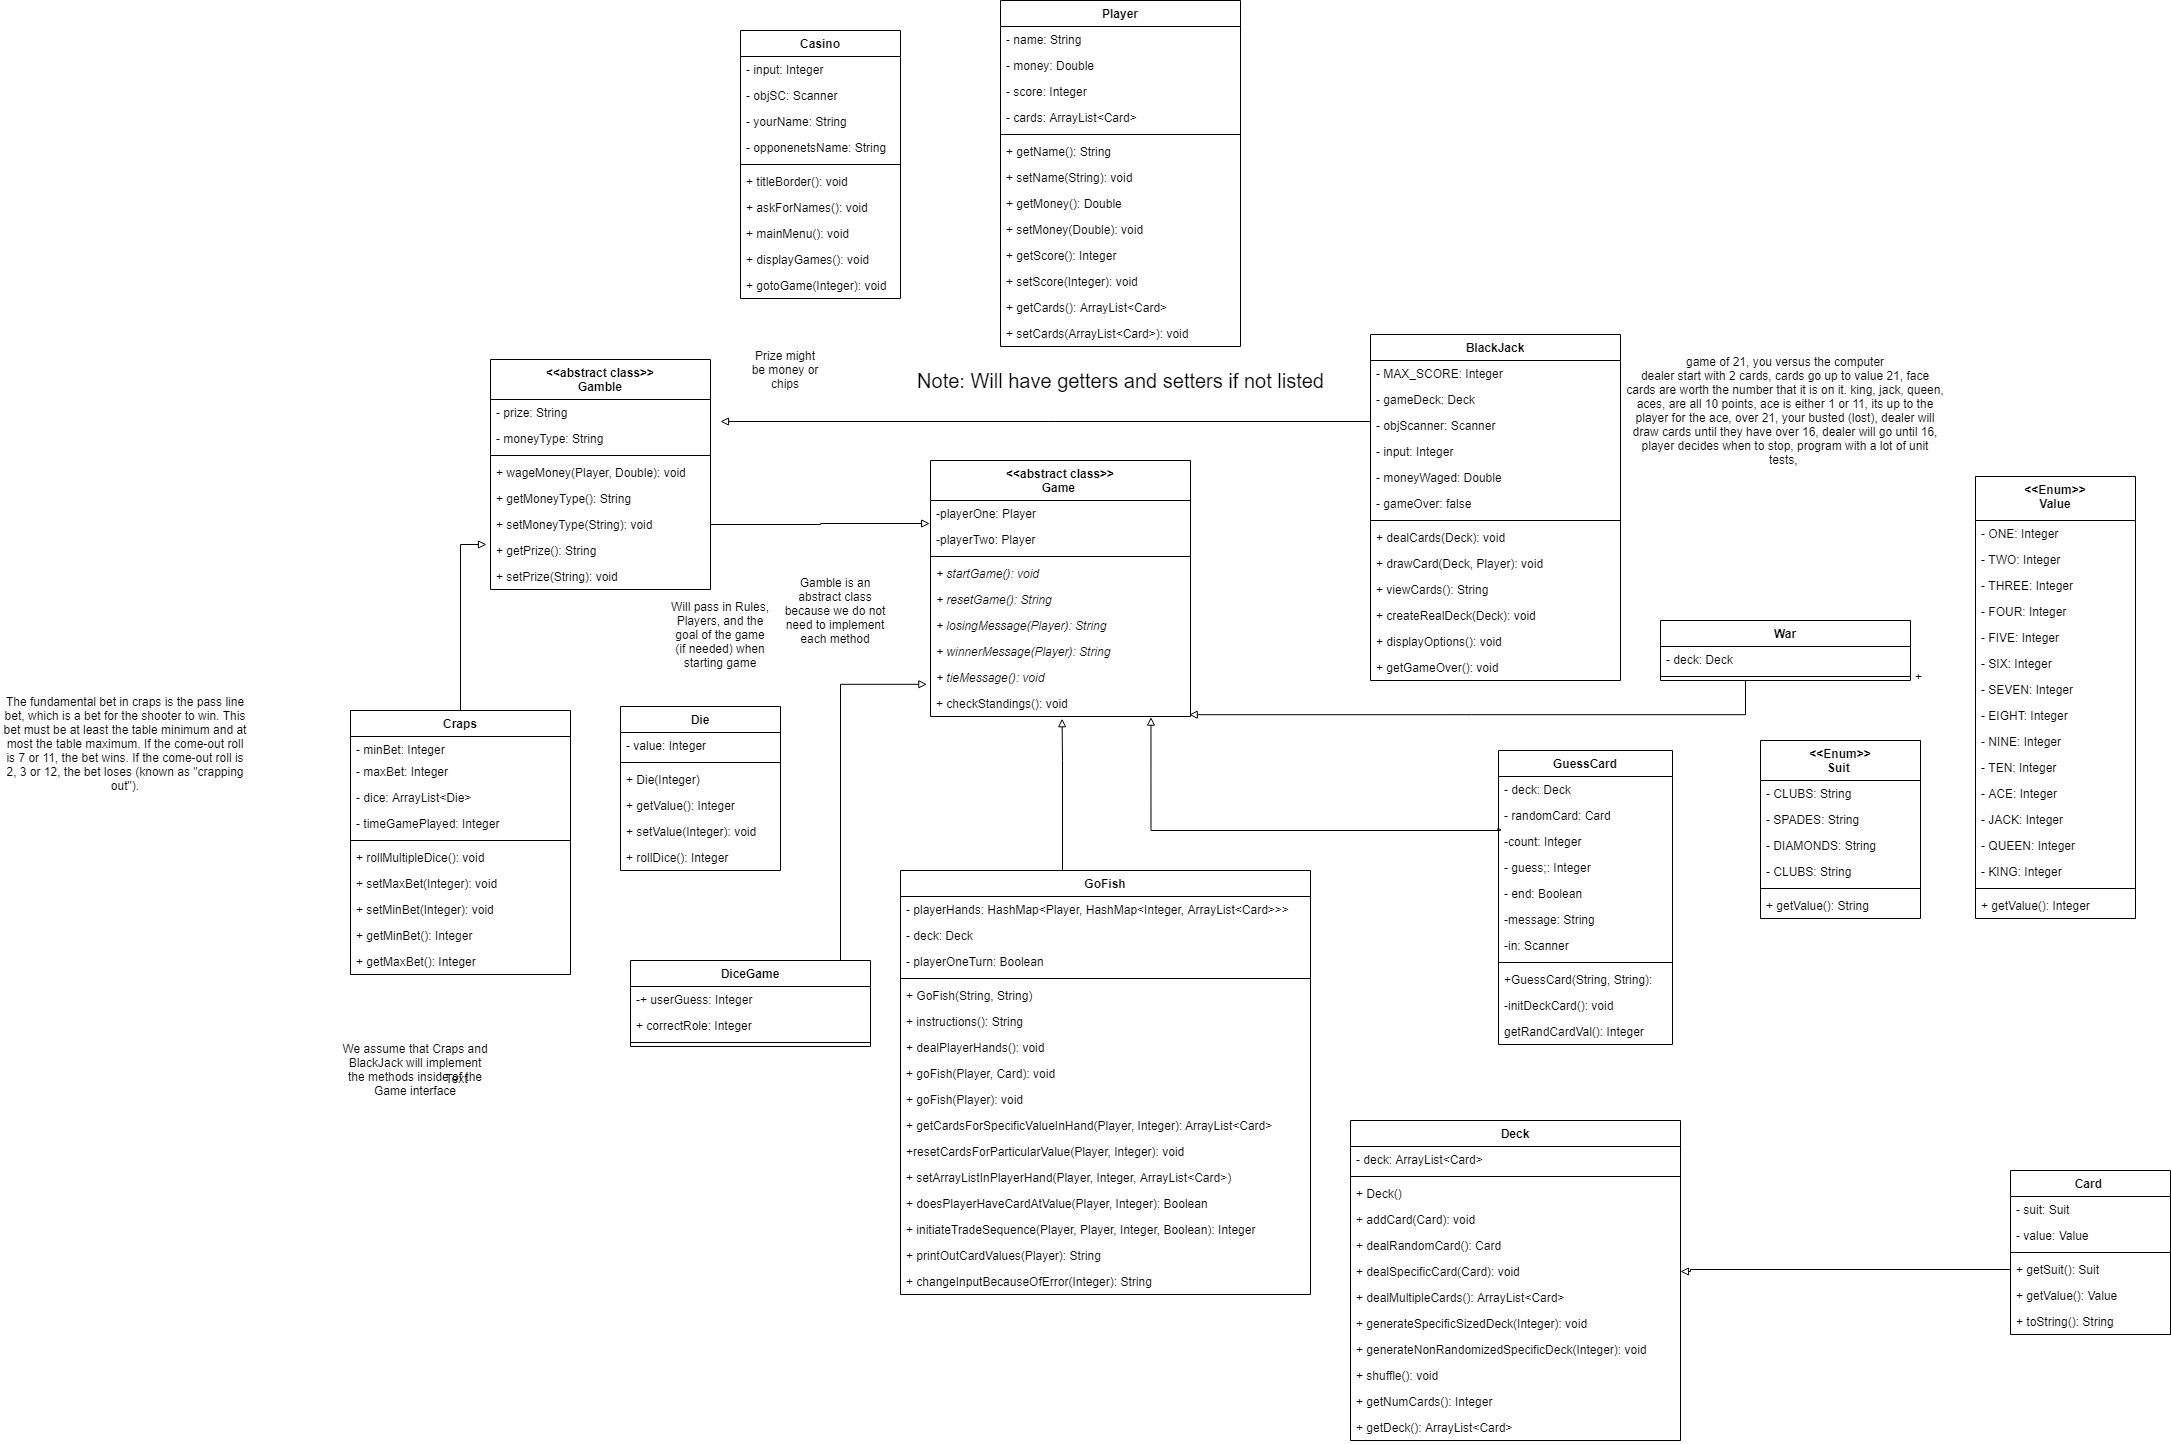 Player
- name: String
- money: Double
- score: Integer
- cards: ArrayList<Card>
+ getName(): String
+ setName(String): void
+ getMoney(): Double
+ setMoney(Double): void
+ getScore(): Integer
+ setScore(Integer): void
+ getCards(): ArrayList<Card>
+ setCards(ArrayList<Card>): void
Casino
- input: Integer
- objSC: Scanner
- yourName: String
- opponenetsName: String
+ titleBorder(): void
+ askForNames(): void
+ mainMenu(): void
+ displayGames(): void
+ gotoGame(Integer): void
Prize might
be money or
chips
Note: Will have getters and setters if not listed
<<abstract class>>
Gamble
- prize: String
- moneyType: String
+ wageMoney(Player, Double): void
+ getMoneyType(): String
+ setMoneyType(String): void
+ getPrize(): String
+ setPrize(String): void
BlackJack
- MAX_SCORE: Integer
- gameDeck: Deck
- objScanner: Scanner
- input: Integer
- moneyWaged: Double
- gameOver: false
+ dealCards(Deck): void
+ drawCard(Deck, Player): void
+ viewCards(): String
+ createRealDeck(Deck): void
+ displayOptions(): void
+ getGameOver(): void
game of 21, you versus the computer
dealer start with 2 cards, cards go up to value 21, face
cards are worth the number that it is on it. king, jack, queen,
aces, are all 10 points, ace is either 1 or 11, its up to the
player for the ace, over 21, your busted (lost), dealer will
draw cards until they have over 16, dealer will go until 16,
player decides when to stop, program with a lot of unit
tests,
<<abstract class>>
Game
-playerOne: Player
-playerTwo: Player
+ startGame(): void
+ resetGame(): String
+ losingMessage(Player): String
+ winnerMessage(Player): String
+ tieMessage(): void
+ checkStandings(): void
<<Enum>>
Value
- ONE: Integer
- TWO: Integer
- THREE: Integer
- FOUR: Integer
- FIVE: Integer
- SIX: Integer
- SEVEN: Integer
- EIGHT: Integer
- NINE: Integer
- TEN: Integer
- ACE: Integer
- JACK: Integer
- QUEEN: Integer
- KING: Integer
+ getValue(): Integer
Will pass in Rules,
Players, and the
goal of the game
(if needed) when
starting game
Gamble is an
abstract class
because we do not
need to implement
each method
War
- deck: Deck
+
The fundamental bet in craps is the pass line
bet, which is a bet for the shooter to win. This
bet must be at least the table minimum and at
most the table maximum. If the come-out roll
is 7 or 11, the bet wins. If the come-out roll is
2, 3 or 12, the bet loses (known as "crapping
out").
Craps
- minBet: Integer
- maxBet: Integer
- dice: ArrayList<Die>
- timeGamePlayed: Integer
+ rollMultipleDice(): void
+ setMaxBet(Integer): void
+ setMinBet(Integer): void
+ getMinBet(): Integer
+ getMaxBet(): Integer
Die
- value: Integer
+ Die(Integer)
+ getValue(): Integer
+ setValue(Integer): void
+ rollDice(): Integer
GuessCard
- deck: Deck
- randomCard: Card
-count: Integer
- guess;: Integer
- end: Boolean
-message: String
-in: Scanner
+GuessCard(String, String):
-initDeckCard(): void
getRandCardVal(): Integer
<<Enum>>
Suit
- CLUBS: String
- SPADES: String
- DIAMONDS: String
- CLUBS: String
+ getValue(): String
GoFish
- playerHands: HashMap<Player, HashMap<Integer, ArrayList<Card>>>
- deck: Deck
- playerOneTurn: Boolean
+ GoFish(String, String)
+ instructions(): String
+ dealPlayerHands(): void
+ goFish(Player, Card): void
+ goFish(Player): void
+ getCardsForSpecificValueInHand(Player, Integer): ArrayList<Card>
+resetCardsForParticularValue(Player, Integer): void
+ setArrayListInPlayerHand(Player, Integer, ArrayList<Card>)
+ doesPlayerHaveCardAtValue(Player, Integer): Boolean
+ initiateTradeSequence(Player, Player, Integer, Boolean): Integer
+ printOutCardValues(Player): String
+ changeInputBecauseOfError(Integer): String
DiceGame
-+ userGuess: Integer
+ correctRole: Integer
We assume that Craps and
BlackJack will implement
the methods inside of the
Game interface
Text
Deck
- deck: ArrayList<Card>
+ Deck()
+ addCard(Card): void
+ dealRandomCard(): Card
+ dealSpecificCard(Card): void
+ dealMultipleCards(): ArrayList<Card>
+ generateSpecificSizedDeck(Integer): void
+ generateNonRandomizedSpecificDeck(Integer): void
+ shuffle(): void
+ getNumCards(): Integer
+ getDeck(): ArrayList<Card>
Card
- suit: Suit
- value: Value
+ getSuit(): Suit
+ getValue(): Value
+ toString(): String